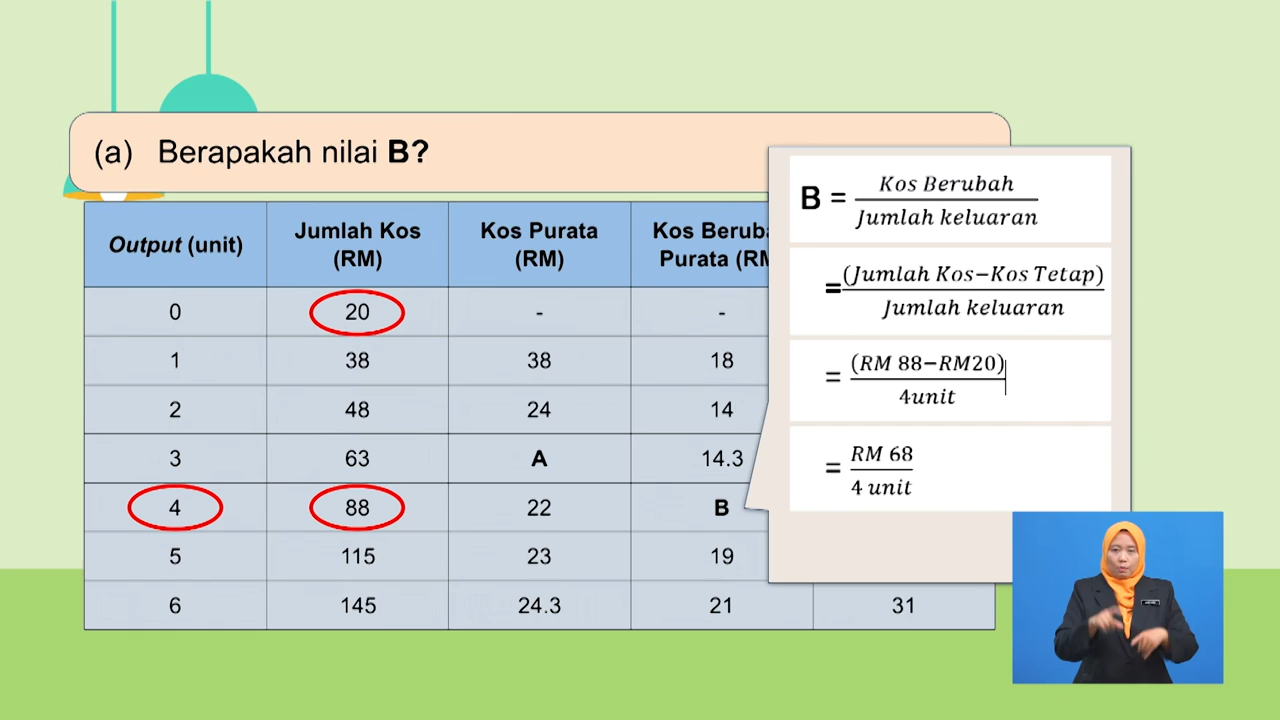 (a) Berapakah nilai B?
Output (unit) Jumlah Kos (RM) Kos Purata (RM) Kos Beruba Purata (RM
0 20 - -
1 38 38 18
2 48 24 14
3 63 A 14.3
4 88 22 B
5 115 23 19
6 145 24.3 21 31
B = Kos Berubah
Jumlah keluaran
= (Jumlah Kos−Kos Tetap)
Jumlah keluaran
= (RM 88−RM20)
4unit
= RM 68
4 unit